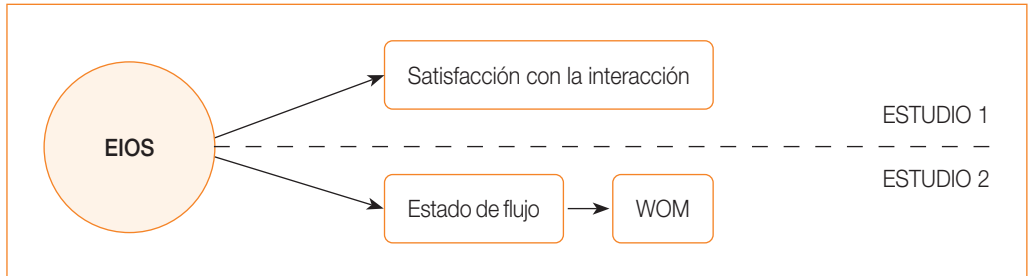 Satisfacción con la interacción
ESTUDIO 1
EIOS
ESTUDIO 2
Estado de flujo
WOM